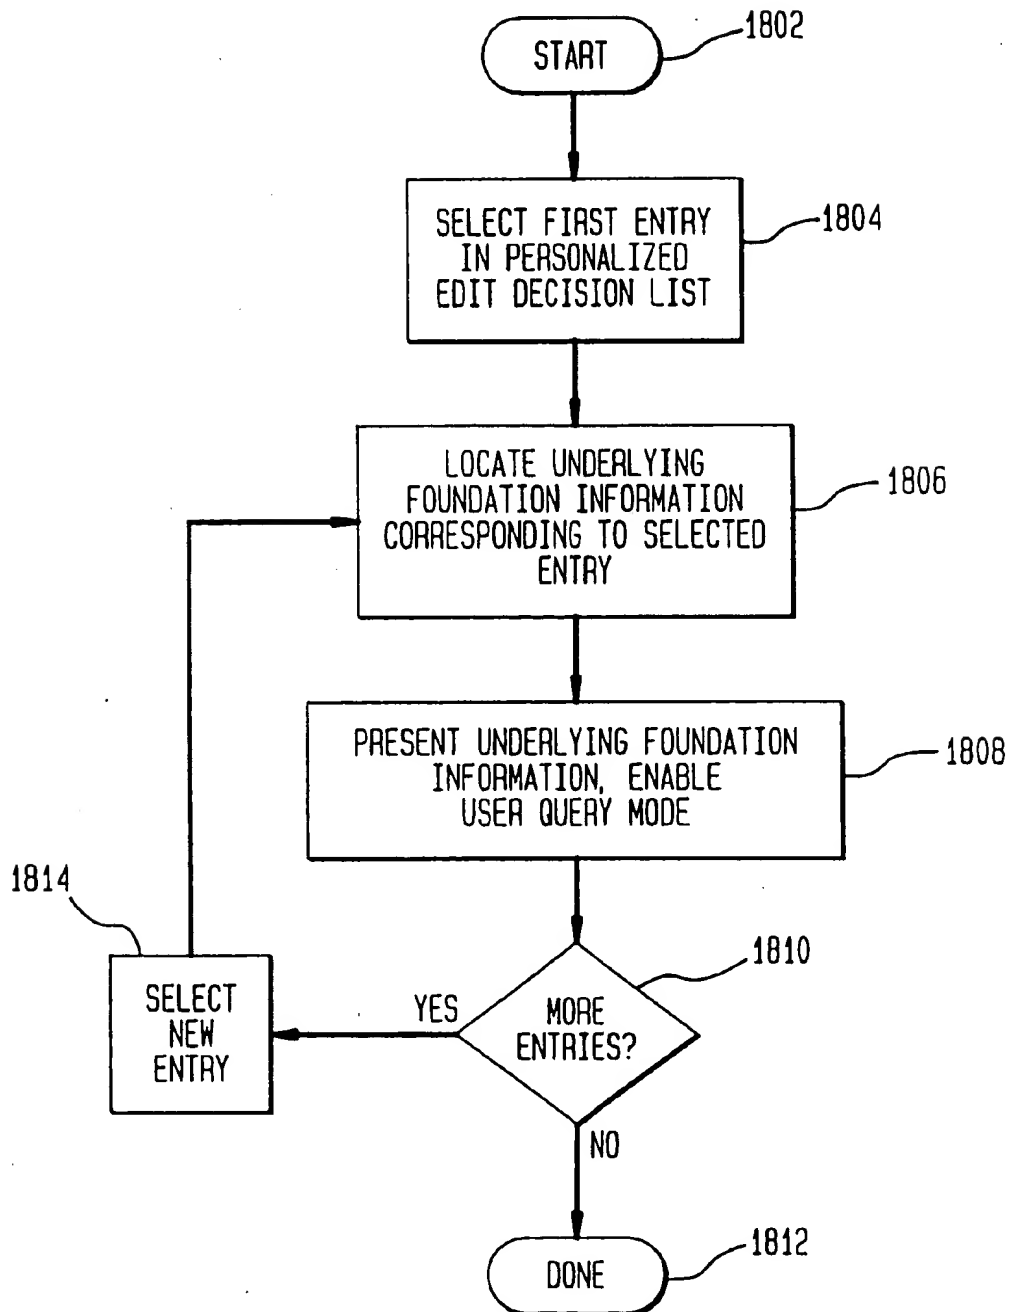 START
1802
SELECT FIRST ENTRY
IN PERSONALIZED
EDIT DECISION LIST
1804
LOCATE UNDERLYING
FOUNDATION INFORMATION
CORRESPONDING TO SELECTED
ENTRY
1806
PRESENT UNDERLYING FOUNDATION
INFORMATION, ENABLE
USER QUERY MODE
1808
MORE
ENTRIES?
1810
YES
SELECT
NEW
ENTRY
1814
NO
DONE
1812